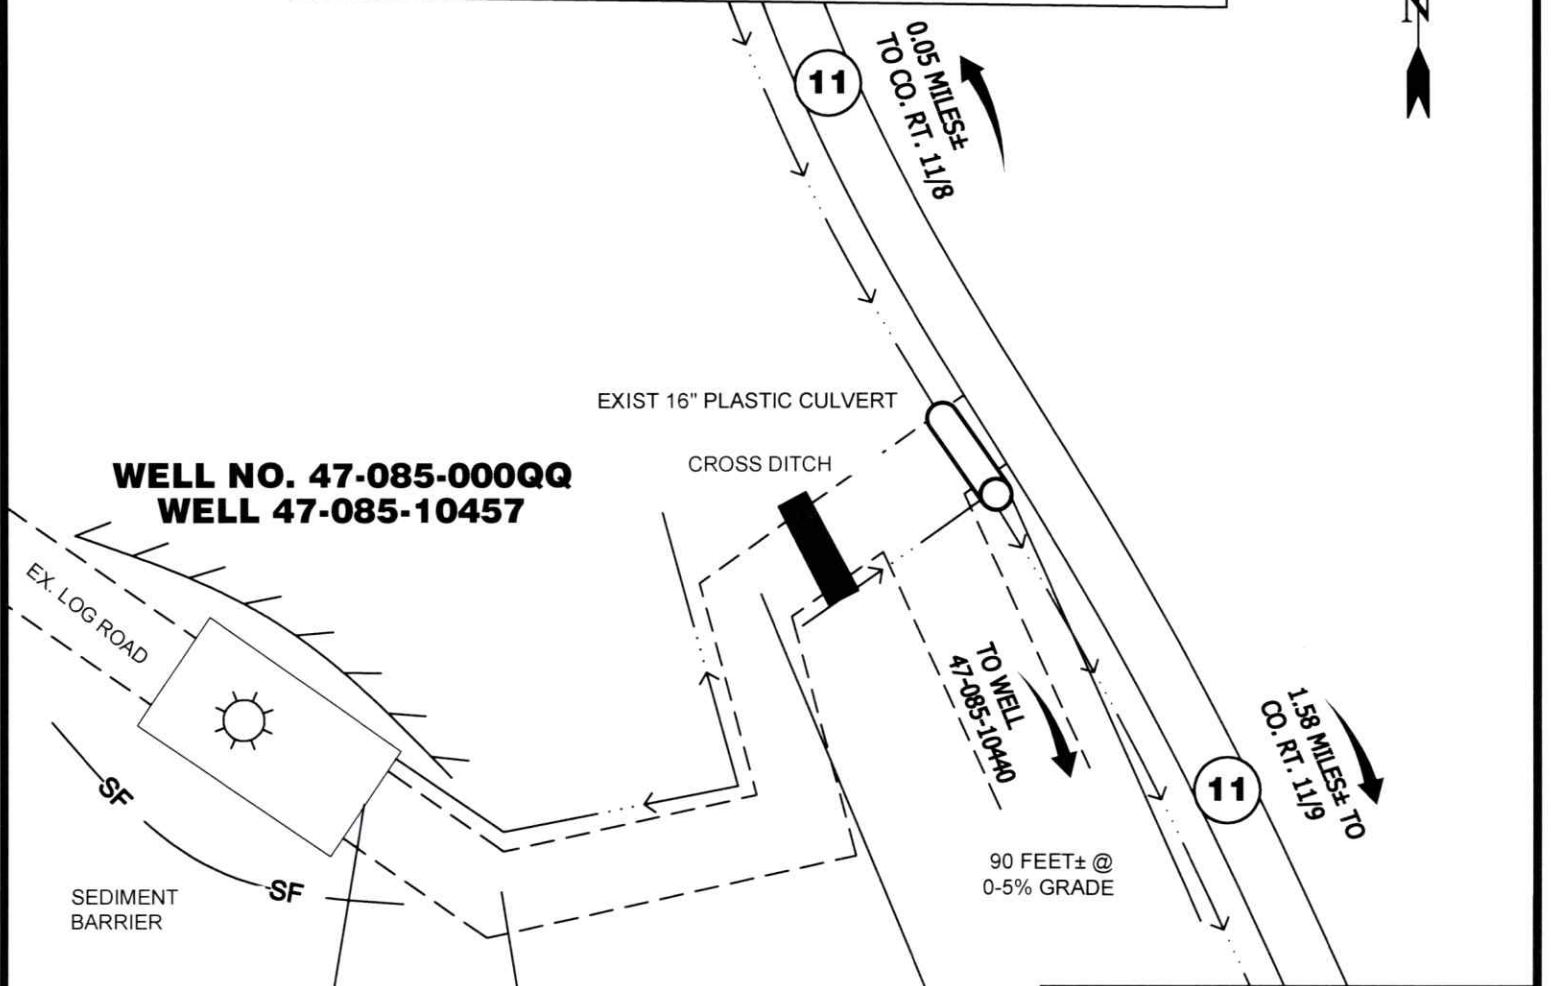 N
11
0.05 MILES±
TO CO. RT. 11/8
EXIST 16" PLASTIC CULVERT
CROSS DITCH
WELL NO. 47-085-000QQ
WELL 47-085-10457
EX. LOG ROAD
TO WELL
47-085-10440
1.58 MILES± TO
CO. RT. 11/9
11
SF
90 FEET± @
0-5% GRADE
SF
SEDIMENT
BARRIER